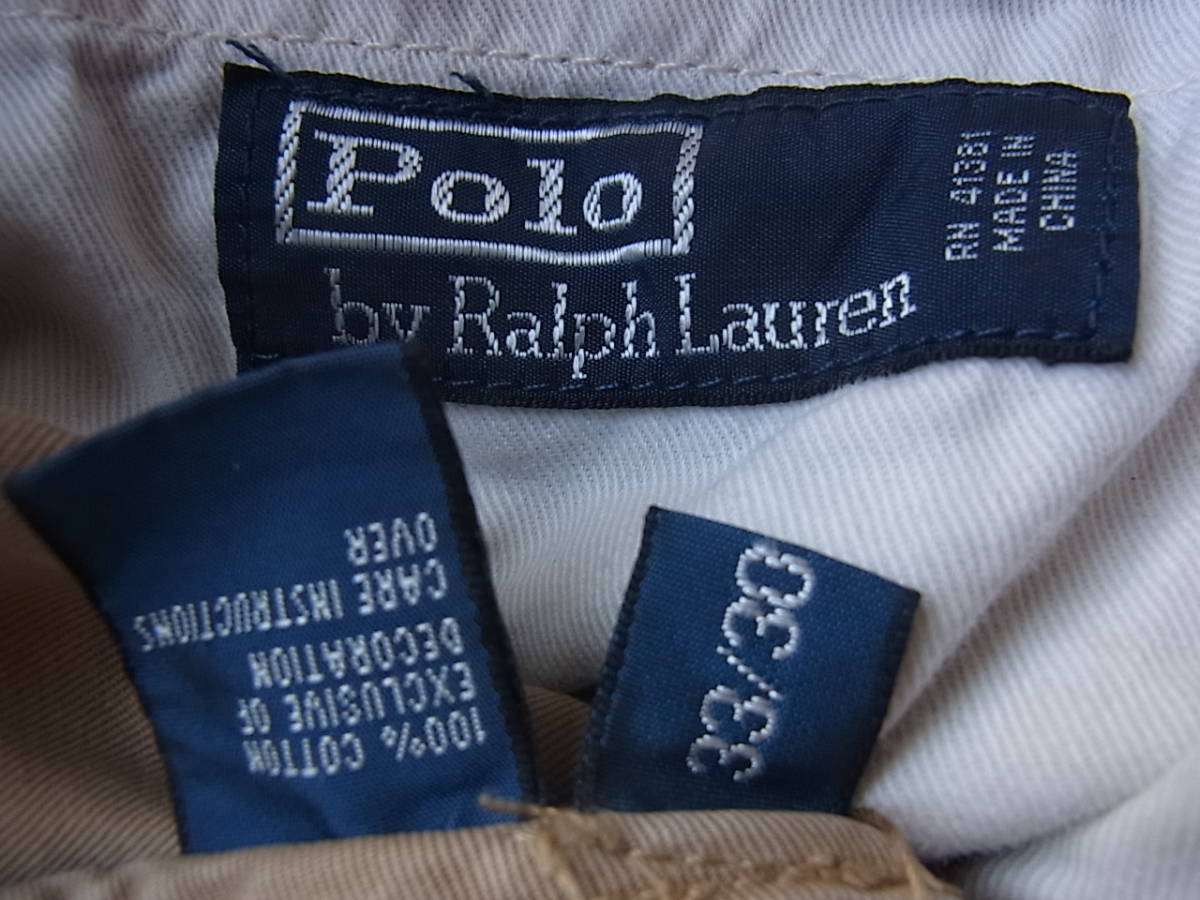 Polo
by Ralph Lauren
RN 41381
MADE IN
CHINA
100% COTTON
EXCLUSIVE OF
DECORATION
CARE INSTRUCTIONS
OVER
33/30